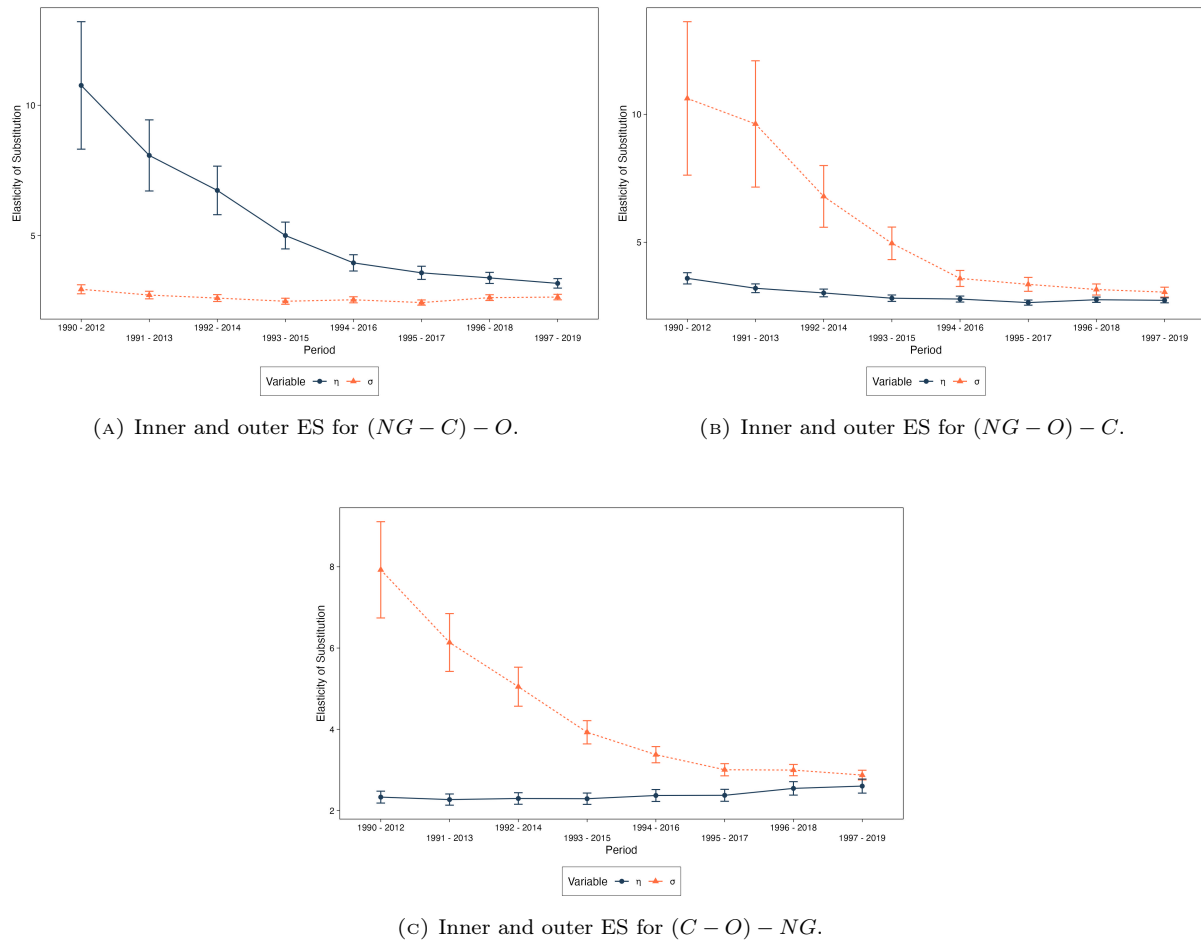 10
5
Elasticity of Substitution
1990 - 2012
1991 - 2013
1992 - 2014
1993 - 2015
1994 - 2016
1995 - 2017
1996 - 2018
1997 - 2019
Period
Variable η σ
(A) Inner and outer ES for (NG − C) − O.
10
5
Elasticity of Substitution
1990 - 2012
1991 - 2013
1992 - 2014
1993 - 2015
1994 - 2016
1995 - 2017
1996 - 2018
1997 - 2019
Period
Variable η σ
(B) Inner and outer ES for (NG − O) − C.
8
6
4
2
Elasticity of Substitution
1990 - 2012
1991 - 2013
1992 - 2014
1993 - 2015
1994 - 2016
1995 - 2017
1996 - 2018
1997 - 2019
Period
Variable η σ
(C) Inner and outer ES for (C − O) − NG.